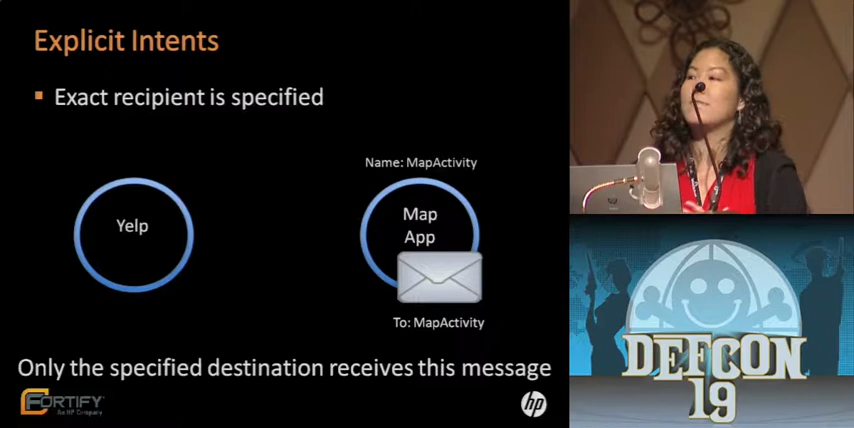 Explicit Intents
Exact recipient is specified
Name: MapActivity
Yelp
Map
App
To: MapActivity
Only the specified destination receives this message
FORTIFY
An HP Company
hp
DEFCON
19